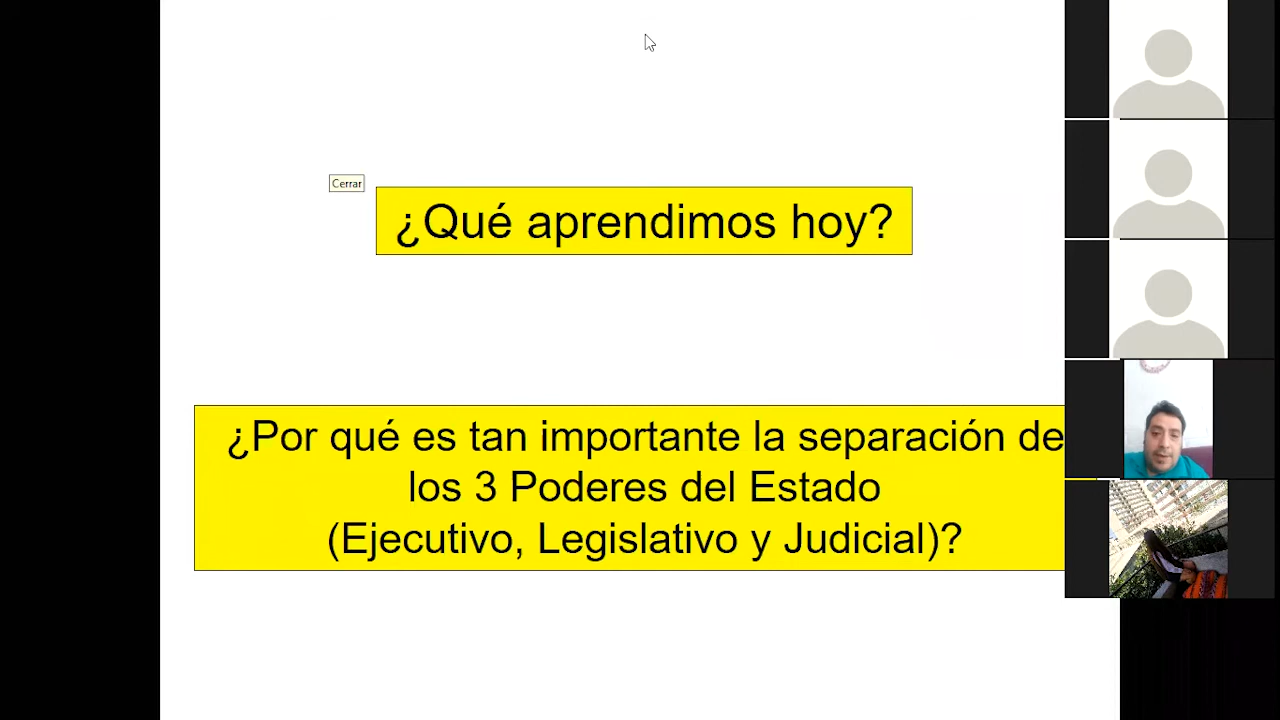 Cerrar
¿Qué aprendimos hoy?
¿Por qué es tan importante la separación de
los 3 Poderes del Estado
(Ejecutivo, Legislativo y Judicial)?